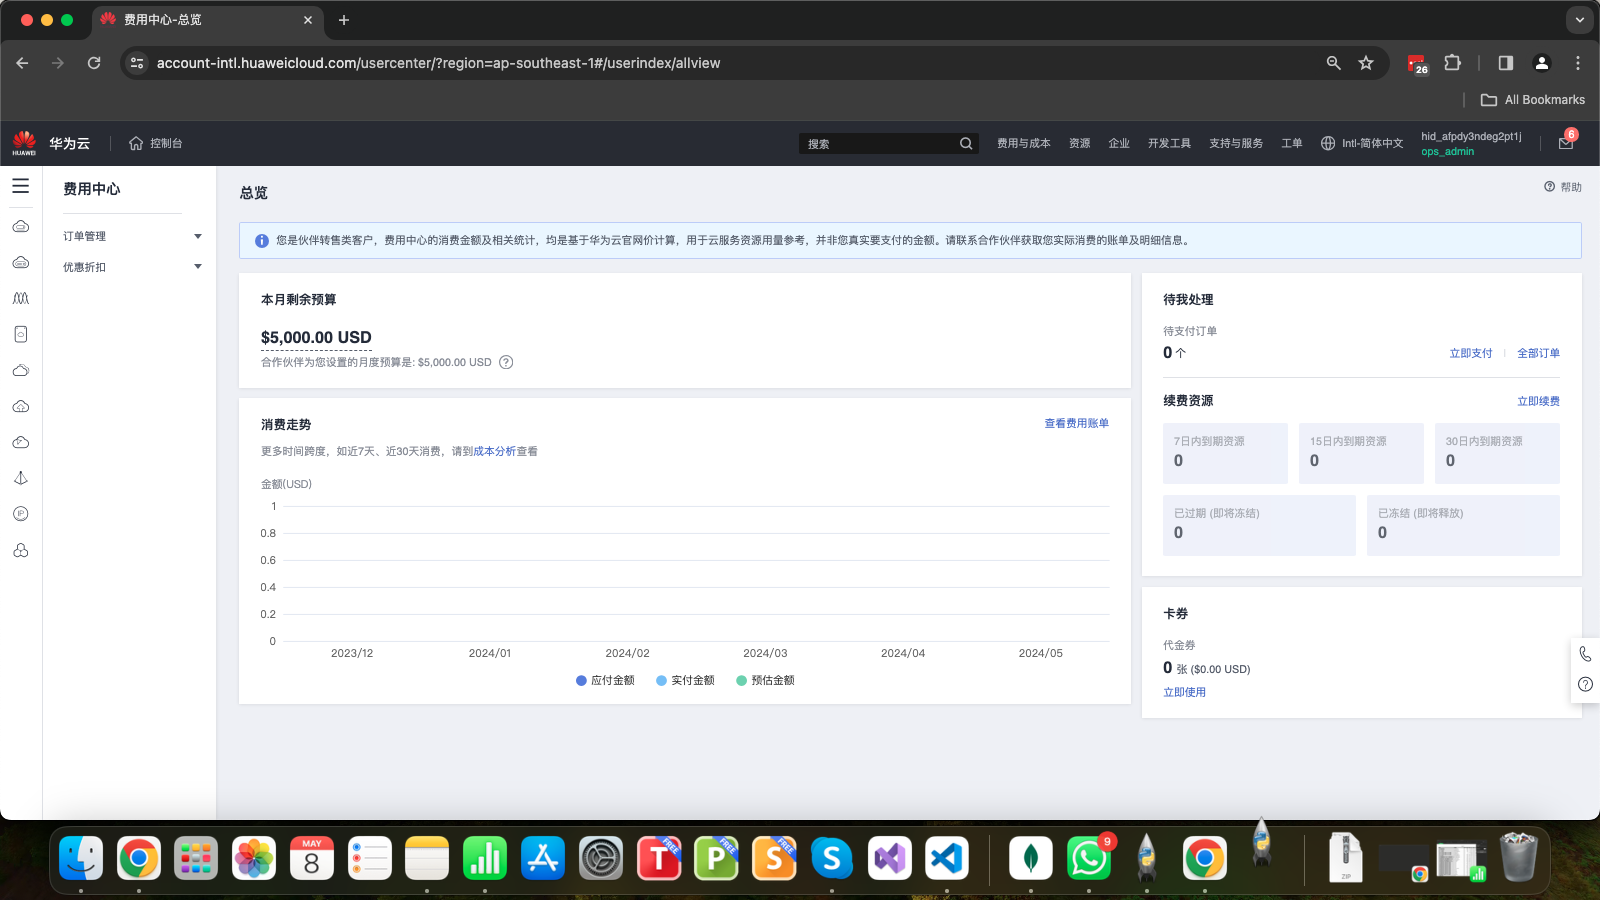 费用中心-总览
account-intl.huaweicloud.com/usercenter/?region=ap-southeast-1#/userindex/allview
26
All Bookmarks
HUAWEI
华为云
控制台
搜索
费用与成本
资源
企业
开发工具
支持与服务
工单
Intl-简体中文
hid_afpdy3ndeg2pt1j
ops_admin
6
费用中心
订单管理
优惠折扣
总览
帮助
您是伙伴转售类客户，费用中心的消费金额及相关统计，均是基于华为云官网价计算，用于云服务资源用量参考，并非您真实要支付的金额。请联系合作伙伴获取您实际消费的账单及明细信息。
本月剩余预算
$5,000.00 USD
合作伙伴为您设置的月度预算是: $5,000.00 USD
消费走势
查看费用账单
更多时间跨度，如近7天、近30天消费，请到成本分析查看
金额(USD)
1
0.8
0.6
0.4
0.2
0
2023/12
2024/01
2024/02
2024/03
2024/04
2024/05
应付金额
实付金额
预估金额
待我处理
待支付订单
0 个
立即支付
全部订单
续费资源
立即续费
7日内到期资源
0
15日内到期资源
0
30日内到期资源
0
已过期 (即将冻结)
0
已冻结 (即将释放)
0
卡券
代金券
0 张 ($0.00 USD)
立即使用
IP
MAY
8
T
FREE
P
FREE
S
FREE
S
9
ZIP